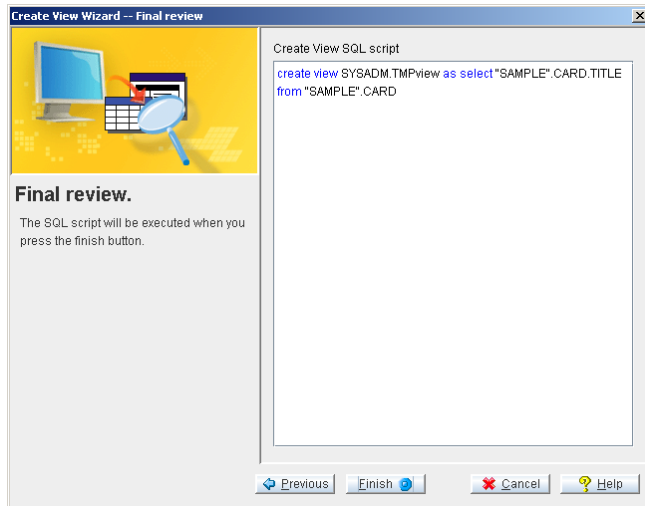 Create View Wizard -- Final review
Create View SQL script
create view SYSADM.TMPview as select "SAMPLE".CARD.TITLE
from "SAMPLE".CARD
Final review.
The SQL script will be executed when you
press the finish button.
Previous Finish Cancel Help